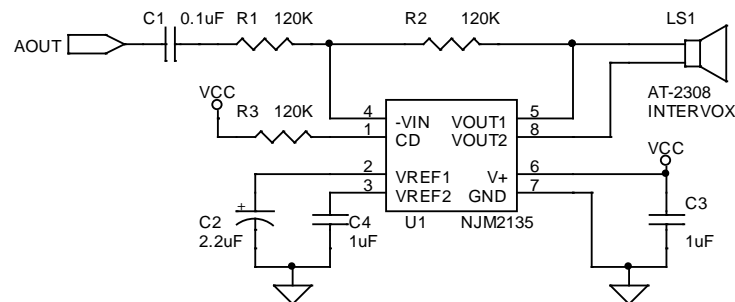 C1 0.1uF R1 120K R2 120K LS1
AOUT
VCC R3 120K
AT-2308
INTERVOX
4 -VIN VOUT1 5
1 CD VOUT2 8
VCC
2 VREF1 V+ 6
3 VREF2 GND 7
+
C2 2.2uF
C4 1uF
U1 NJM2135
C3 1uF